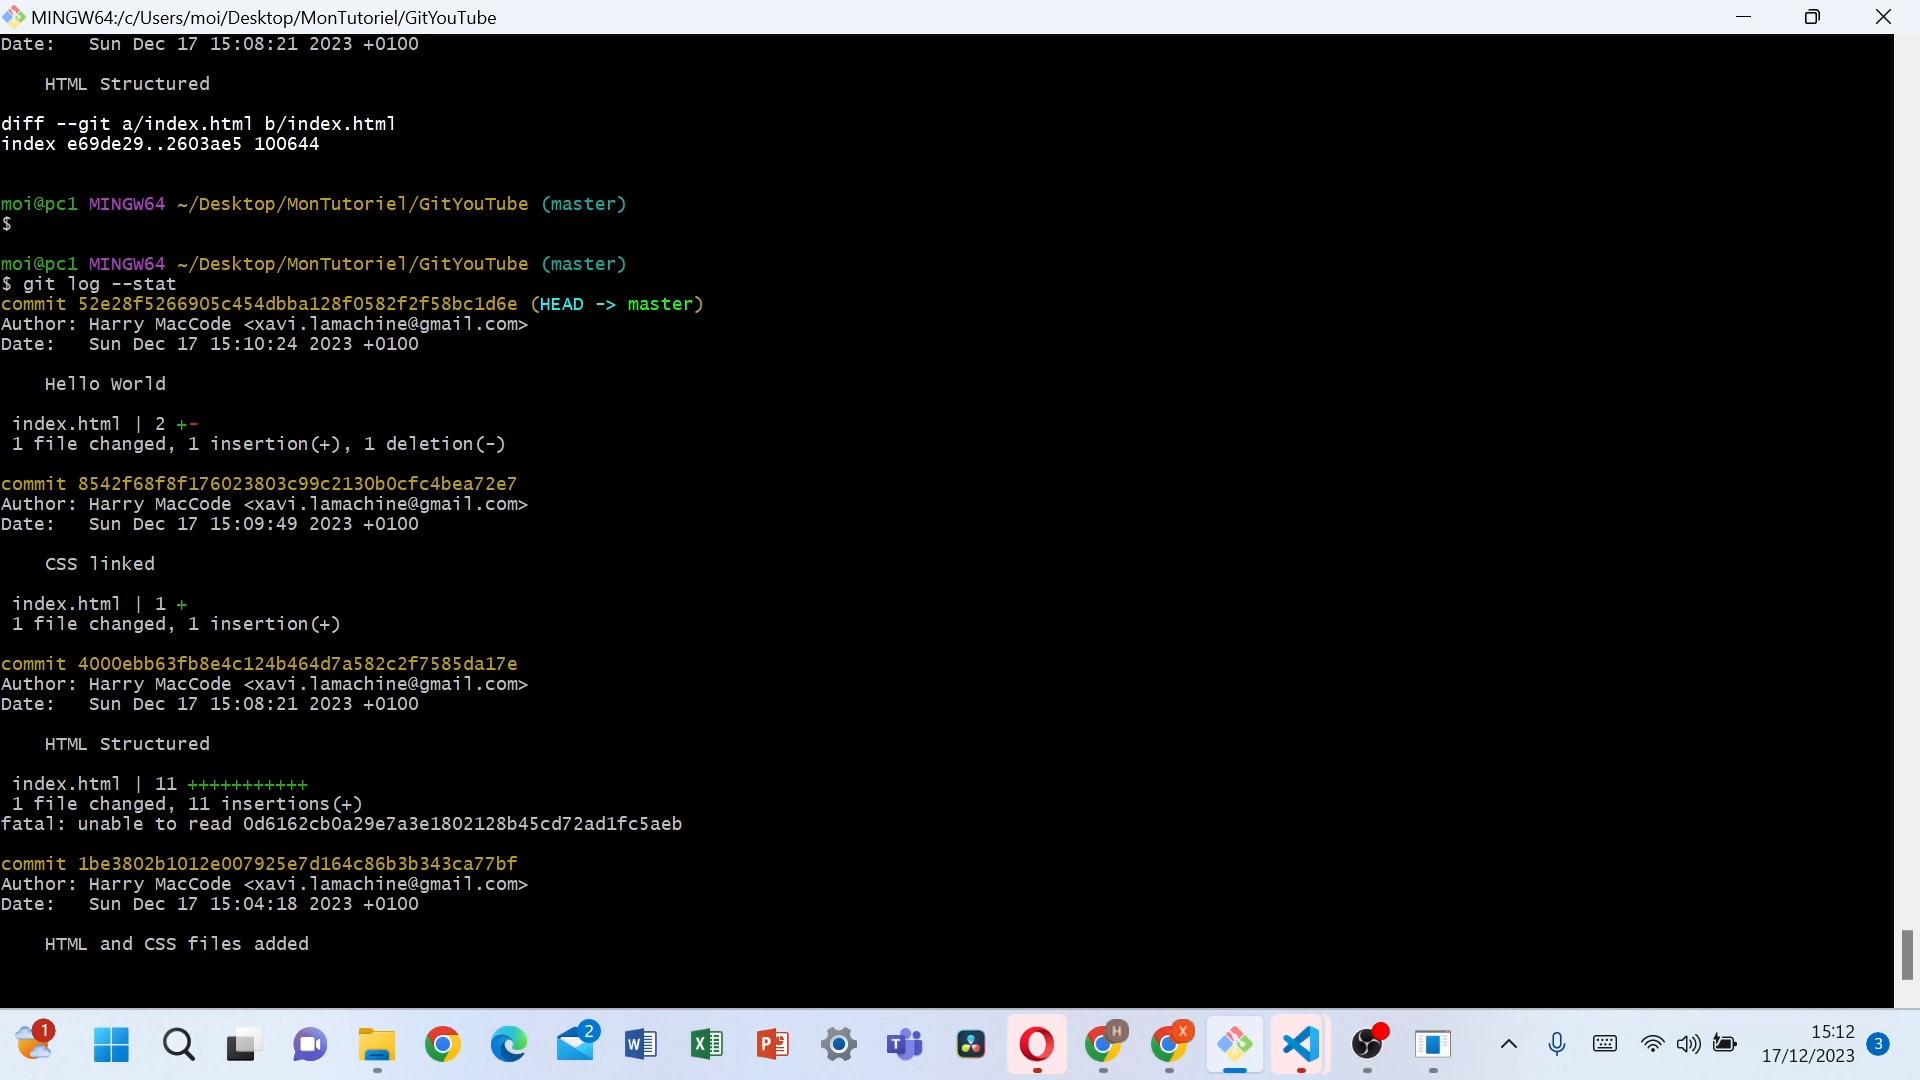 MINGW64:/c/Users/moi/Desktop/MonTutoriel/GitYouTube
Date:   Sun Dec 17 15:08:21 2023 +0100
HTML Structured
diff --git a/index.html b/index.html
index e69de29..2603ae5 100644
moi@pc1 MINGW64 ~/Desktop/MonTutoriel/GitYouTube (master)
$
moi@pc1 MINGW64 ~/Desktop/MonTutoriel/GitYouTube (master)
$ git log --stat
commit 52e28f5266905c454dbba128f0582f2f58bc1d6e (HEAD -> master)
Author: Harry MacCode <xavi.lamachine@gmail.com>
Date:   Sun Dec 17 15:10:24 2023 +0100
Hello World
index.html | 2 +-
1 file changed, 1 insertion(+), 1 deletion(-)
commit 8542f68f8f176023803c99c2130b0cfc4bea72e7
Author: Harry MacCode <xavi.lamachine@gmail.com>
Date:   Sun Dec 17 15:09:49 2023 +0100
CSS linked
index.html | 1 +
1 file changed, 1 insertion(+)
commit 4000ebb63fb8e4c124b464d7a582c2f7585da17e
Author: Harry MacCode <xavi.lamachine@gmail.com>
Date:   Sun Dec 17 15:08:21 2023 +0100
HTML Structured
index.html | 11 +++++++++++
1 file changed, 11 insertions(+)
fatal: unable to read 0d6162cb0a29e7a3e1802128b45cd72ad1fc5aeb
commit 1be3802b1012e007925e7d164c86b3b343ca77bf
Author: Harry MacCode <xavi.lamachine@gmail.com>
Date:   Sun Dec 17 15:04:18 2023 +0100
HTML and CSS files added
1
2
W
X
P
T
H
X
15:12
17/12/2023
3